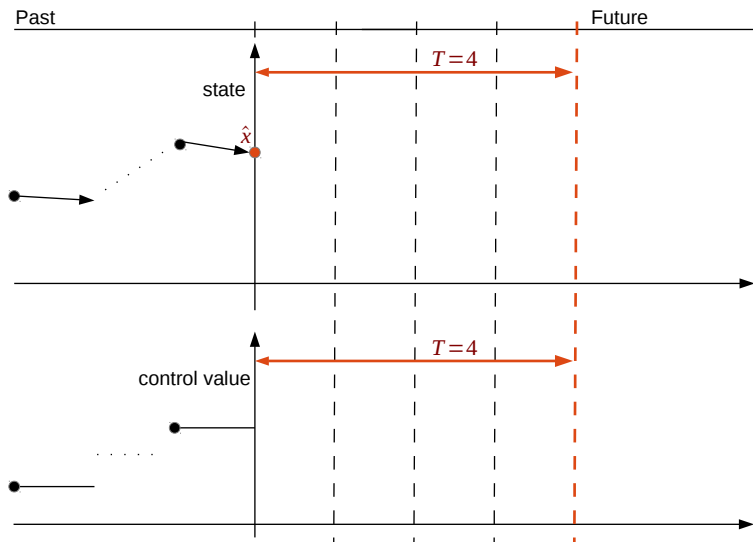 Past
Future
T=4
state
x̂
T=4
control value